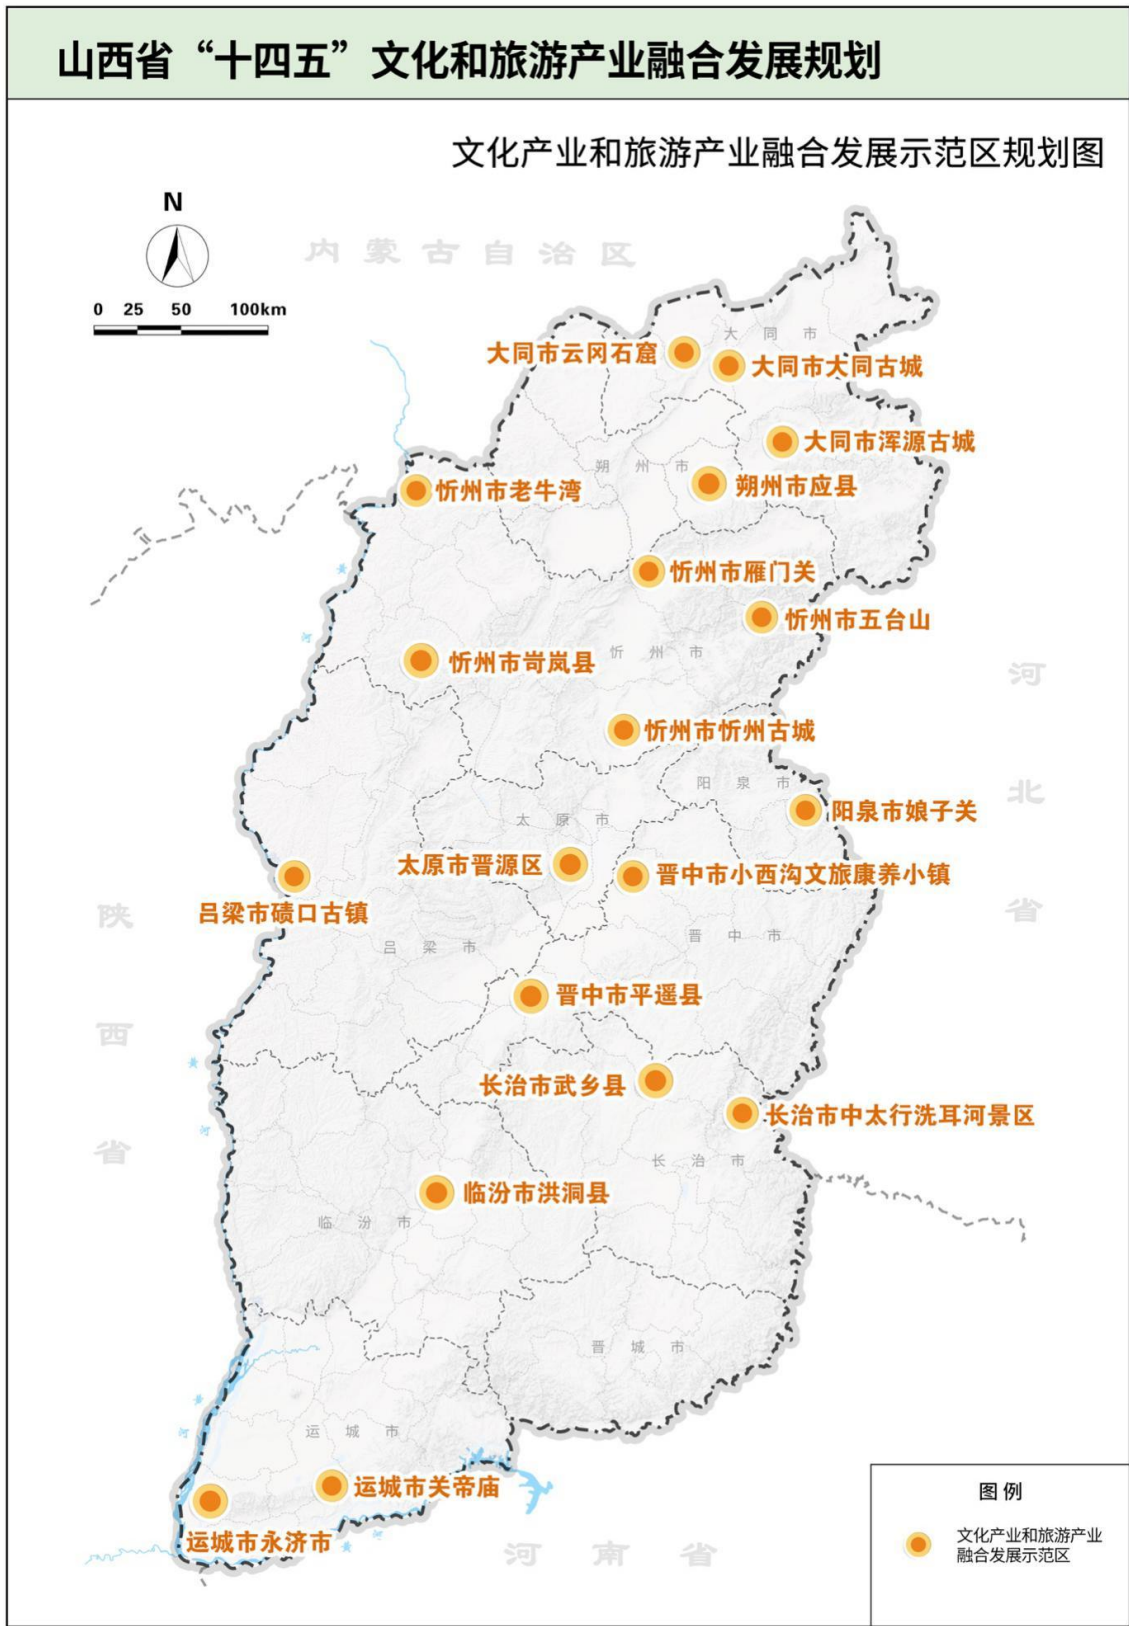 山西省“十四五”文化和旅游产业融合发展规划
文化产业和旅游产业融合发展示范区规划图
N
0 25 50 100km
内蒙古自治区
大同市
大同市云冈石窟
大同市大同古城
大同市浑源古城
朔州市
朔州市应县
忻州市老牛湾
忻州市雁门关
忻州市五台山
忻州市
忻州市岢岚县
河北省
忻州市忻州古城
阳泉市
阳泉市娘子关
太原市
太原市晋源区
晋中市小西沟文旅康养小镇
吕梁市碛口古镇
陕西省
吕梁市
晋中市
晋中市平遥县
长治市武乡县
长治市中太行洗耳河景区
长治市
临汾市洪洞县
临汾市
晋城市
运城市
运城市关帝庙
运城市永济市
河南省
黄
河
黄
河
黄
河
黄
河
图例
文化产业和旅游产业
融合发展示范区